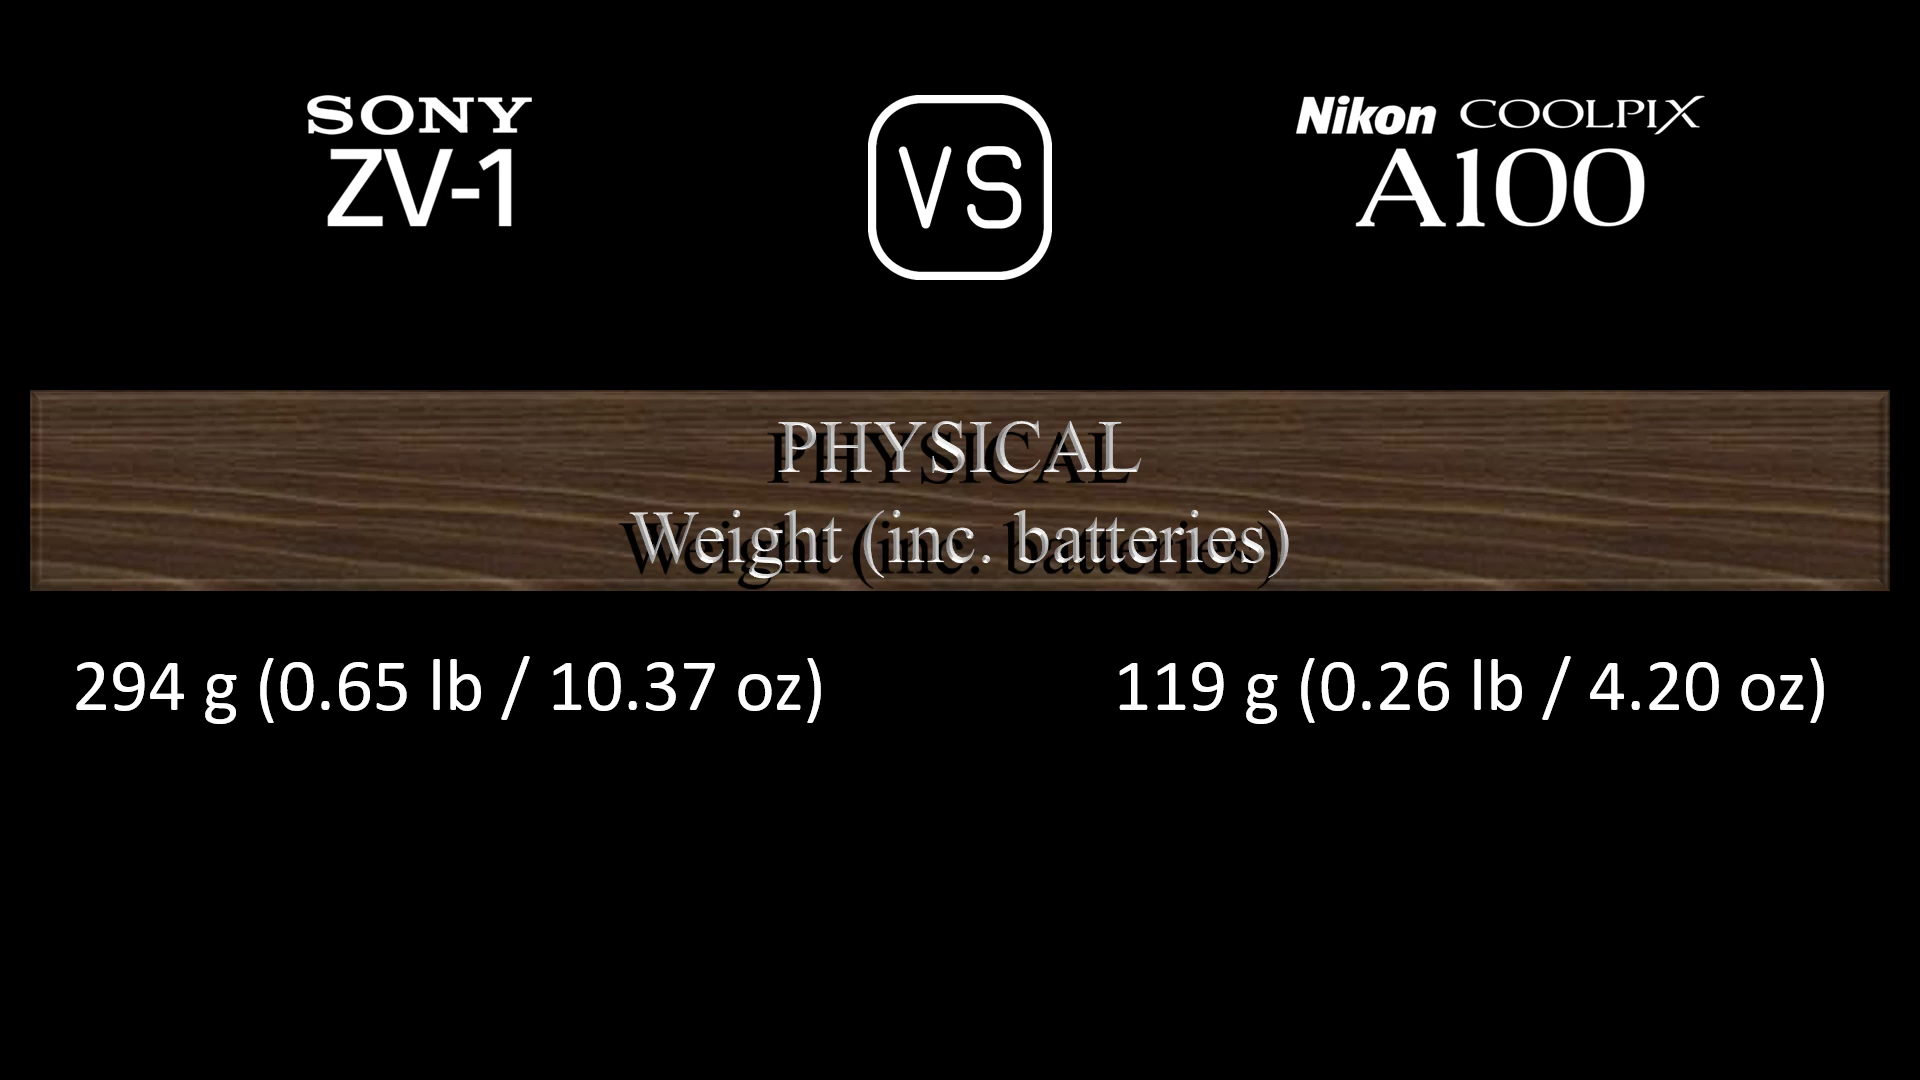 SONY
ZV-1
VS
Nikon COOLPIX
A100
PHYSICAL
Weight (inc. batteries)
294 g (0.65 lb / 10.37 oz)
119 g (0.26 lb / 4.20 oz)